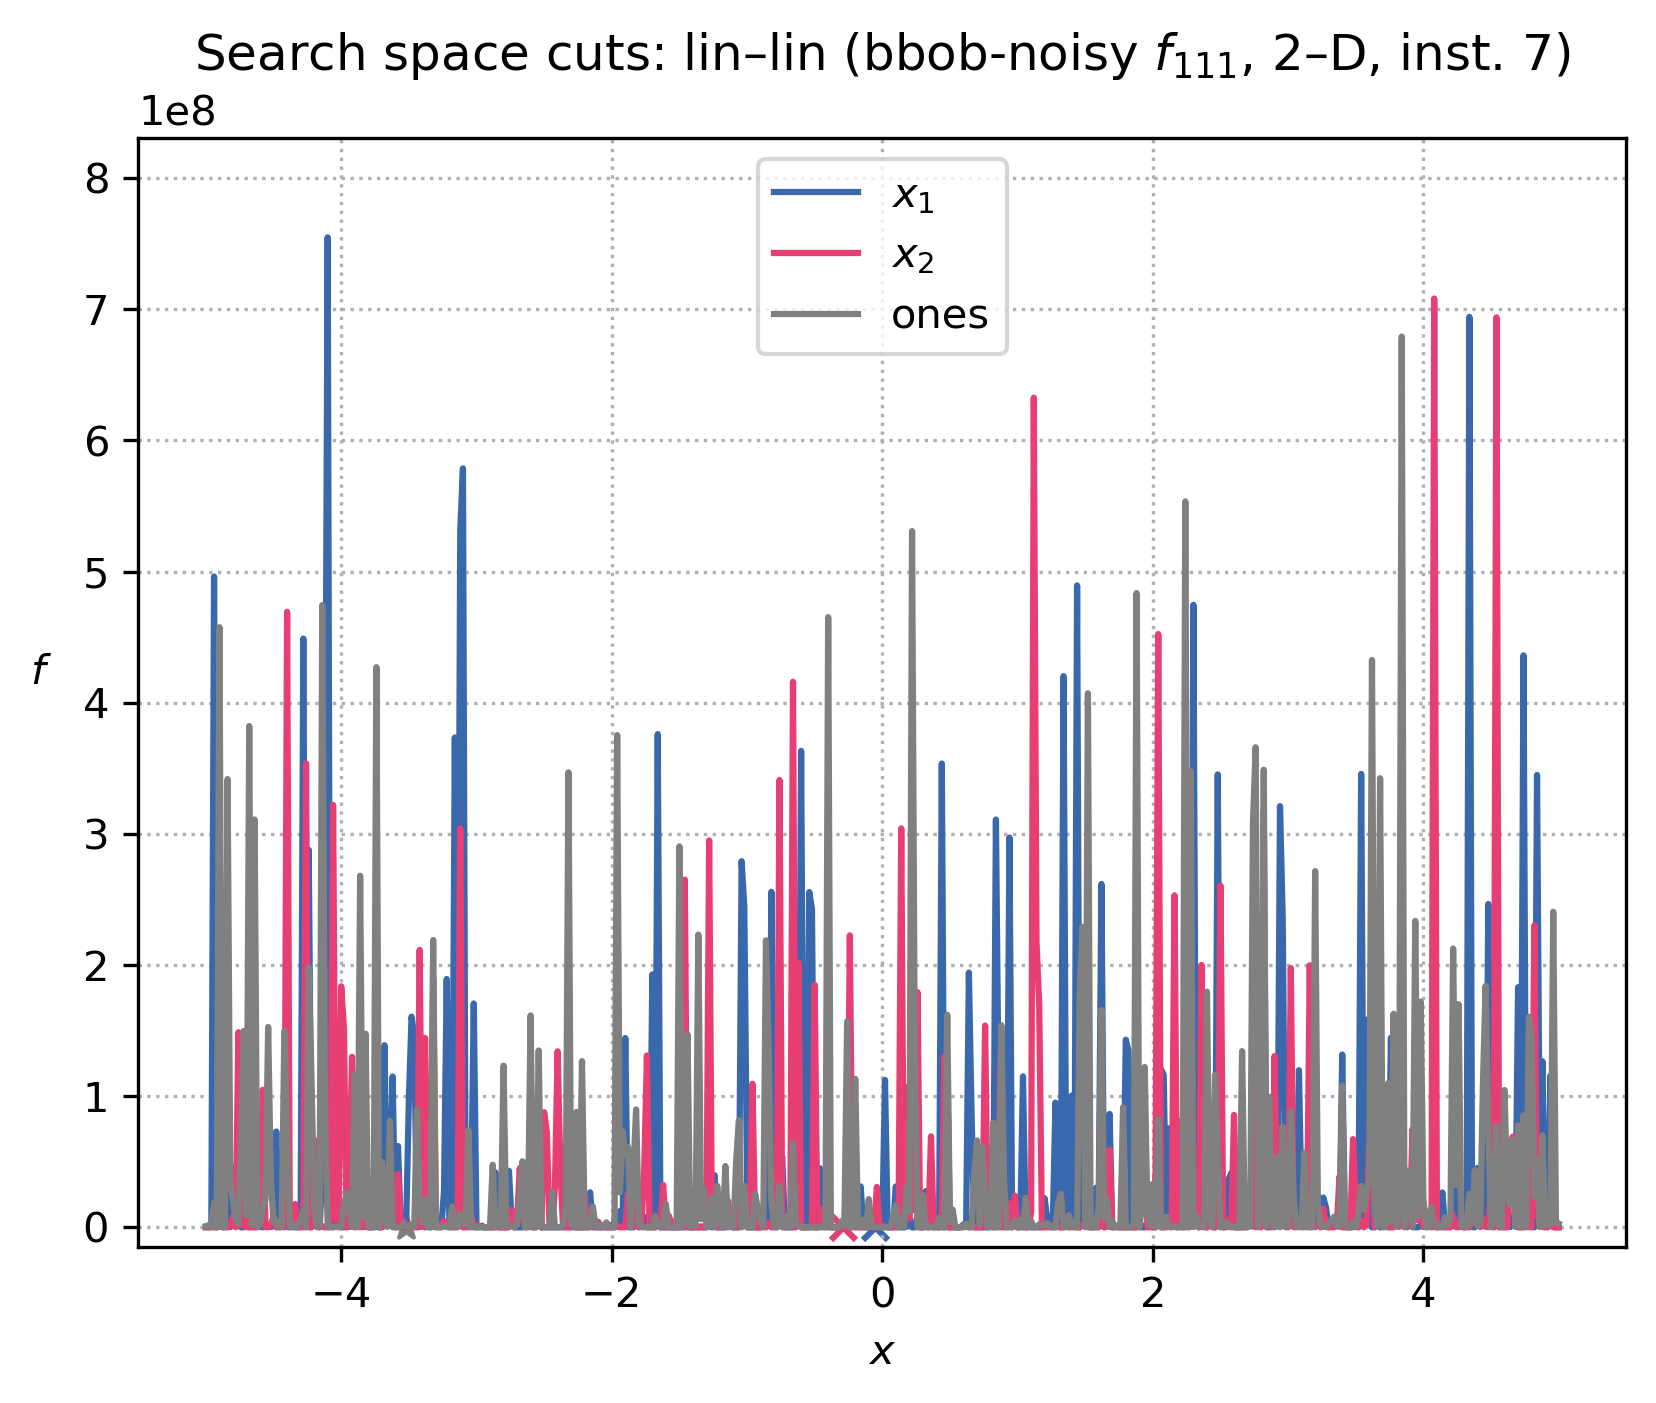 Search space cuts: lin–lin (bbob-noisy f₁₁₁, 2–D, inst. 7)
1e8
8
7
6
5
4
3
2
1
0
f
x₁
x₂
ones
−4
−2
0
2
4
x